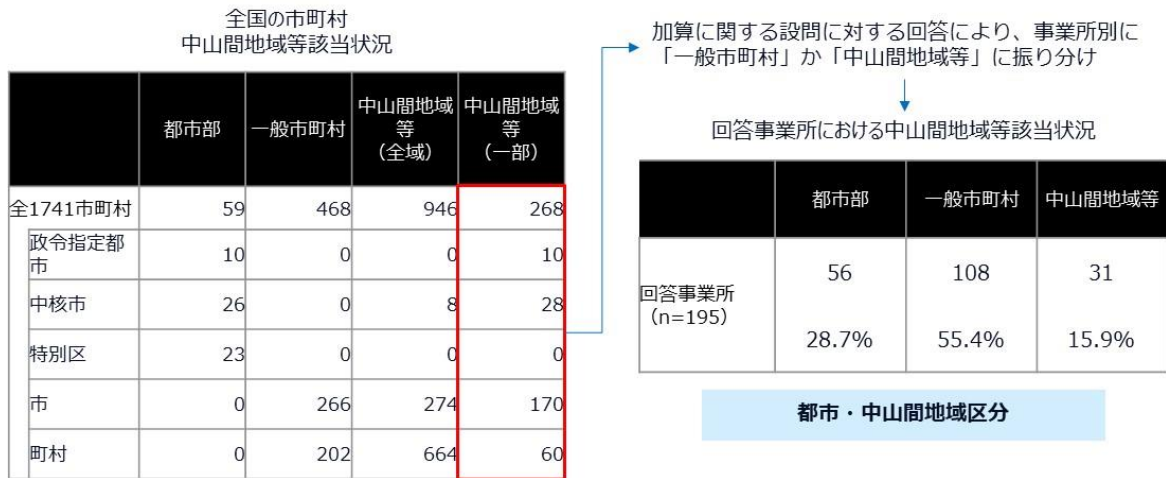 全国の市町村
中山間地域等該当状況
都市部 一般市町村 中山間地域等（全域） 中山間地域等（一部）
全1741市町村 59 468 946 268
政令指定都市 10 0 0 10
中核市 26 0 8 28
特別区 23 0 0 0
市 0 266 274 170
町村 0 202 664 60
加算に関する設問に対する回答により、事業所別に
「一般市町村」か「中山間地域等」に振り分け
回答事業所における中山間地域等該当状況
都市部 一般市町村 中山間地域等
回答事業所（n=195） 56 108 31
28.7% 55.4% 15.9%
都市・中山間地域区分